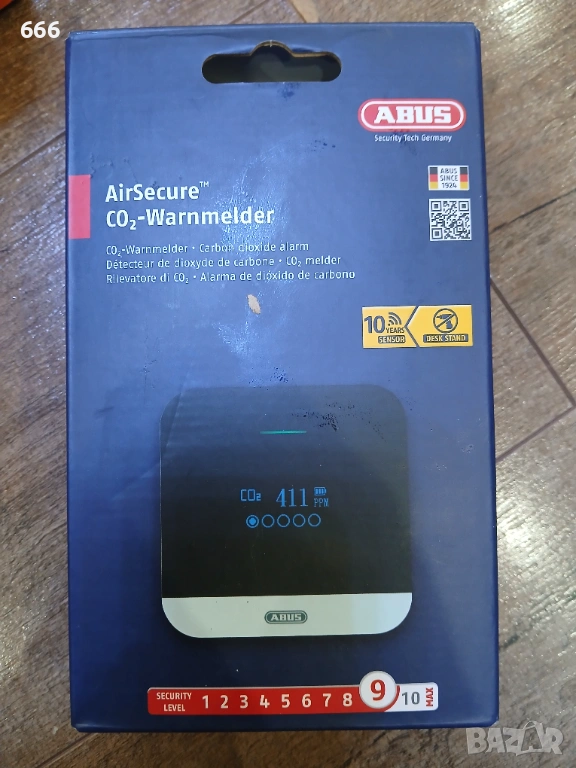 666
ABUS
Security Tech Germany
ABUS
SINCE
1924
AirSecure™
CO₂-Warnmelder
CO₂-Warnmelder · Carbon dioxide alarm
Détecteur de dioxyde de carbone · CO₂ melder
Rilevatore di CO₂ · Alarma de dióxido de carbono
10 YEARS
SENSOR
DESK STAND
CO₂ 411 PPM
ABUS
SECURITY
LEVEL
1 2 3 4 5 6 7 8 9 10 MAX
BAZAR